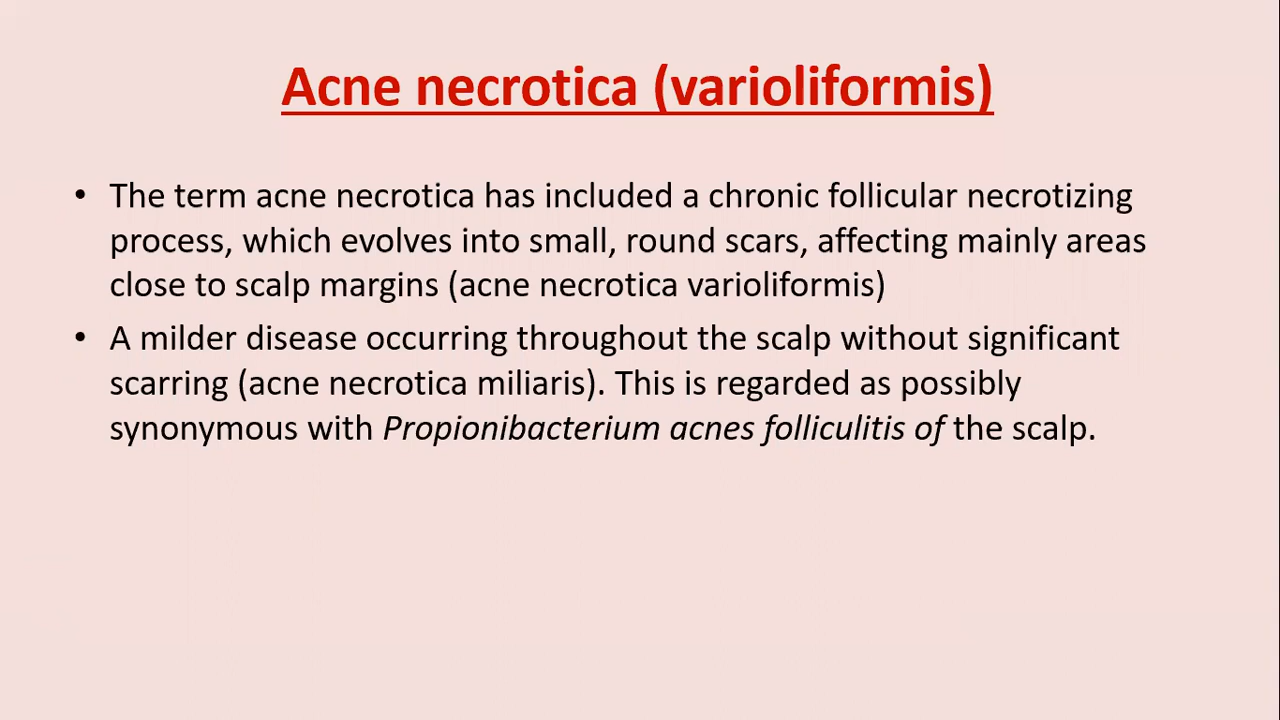 Acne necrotica (varioliformis)
• The term acne necrotica has included a chronic follicular necrotizing
process, which evolves into small, round scars, affecting mainly areas
close to scalp margins (acne necrotica varioliformis)
• A milder disease occurring throughout the scalp without significant
scarring (acne necrotica miliaris). This is regarded as possibly
synonymous with Propionibacterium acnes folliculitis of the scalp.